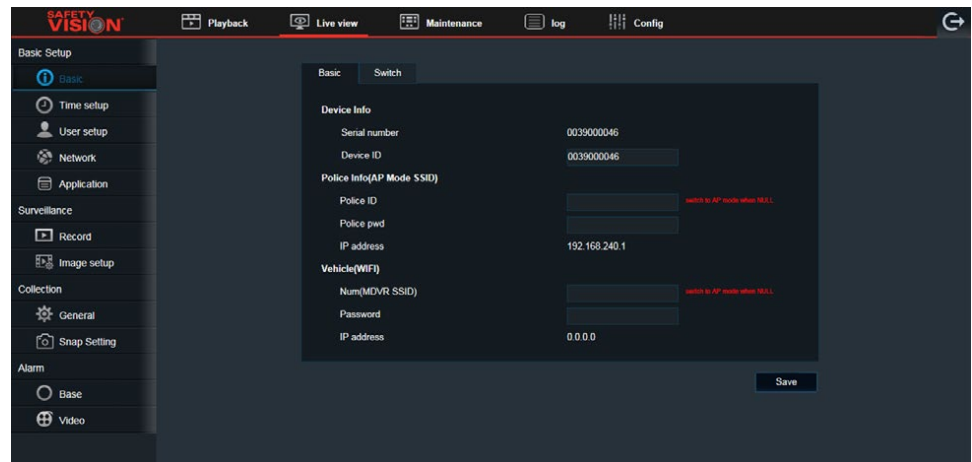 SAFETY
VISION
Playback
Live view
Maintenance
log
Config
Basic Setup
Basic
Time setup
User setup
Network
Application
Surveillance
Record
Image setup
Collection
General
Snap Setting
Alarm
Base
Video
Basic Switch
Device Info
Serial number 0039000046
Device ID 0039000046
Police Info(AP Mode SSID)
Police ID switch to AP mode when NULL
Police pwd
IP address 192.168.240.1
Vehicle(WIFI)
Num(MDVR SSID) switch to AP mode when NULL
Password
IP address 0.0.0.0
Save